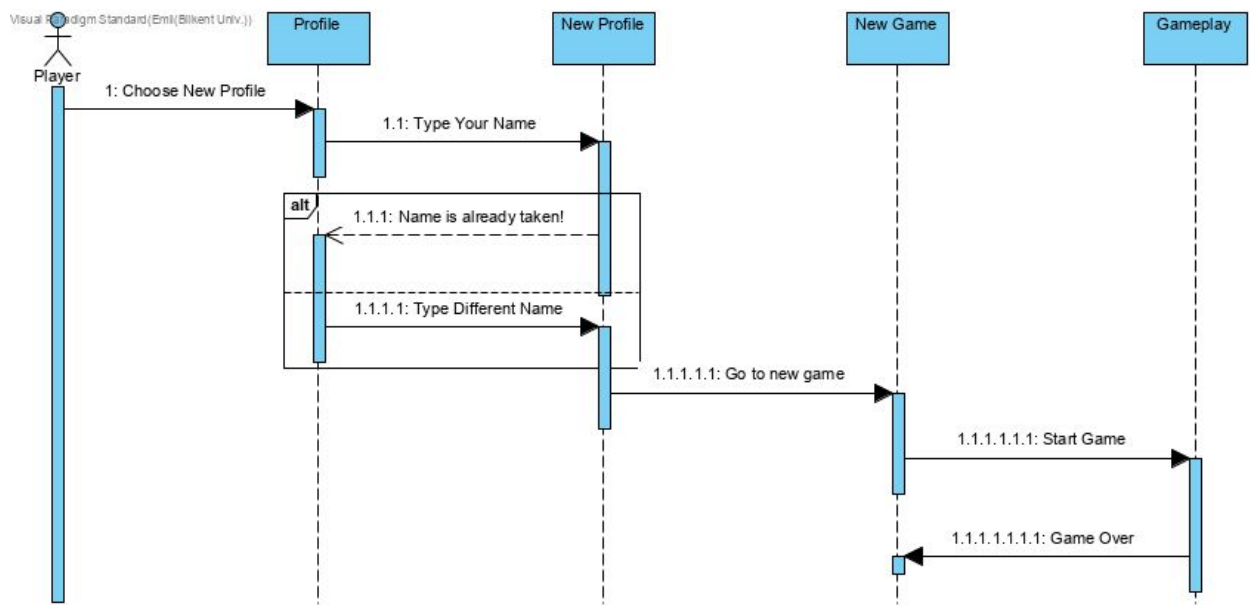 Visual Paradigm Standard(Emli(Bilkent Univ.))
Player
Profile
New Profile
New Game
Gameplay
1: Choose New Profile
1.1: Type Your Name
alt
1.1.1: Name is already taken!
1.1.1.1: Type Different Name
1.1.1.1.1: Go to new game
1.1.1.1.1.1: Start Game
1.1.1.1.1.1.1: Game Over